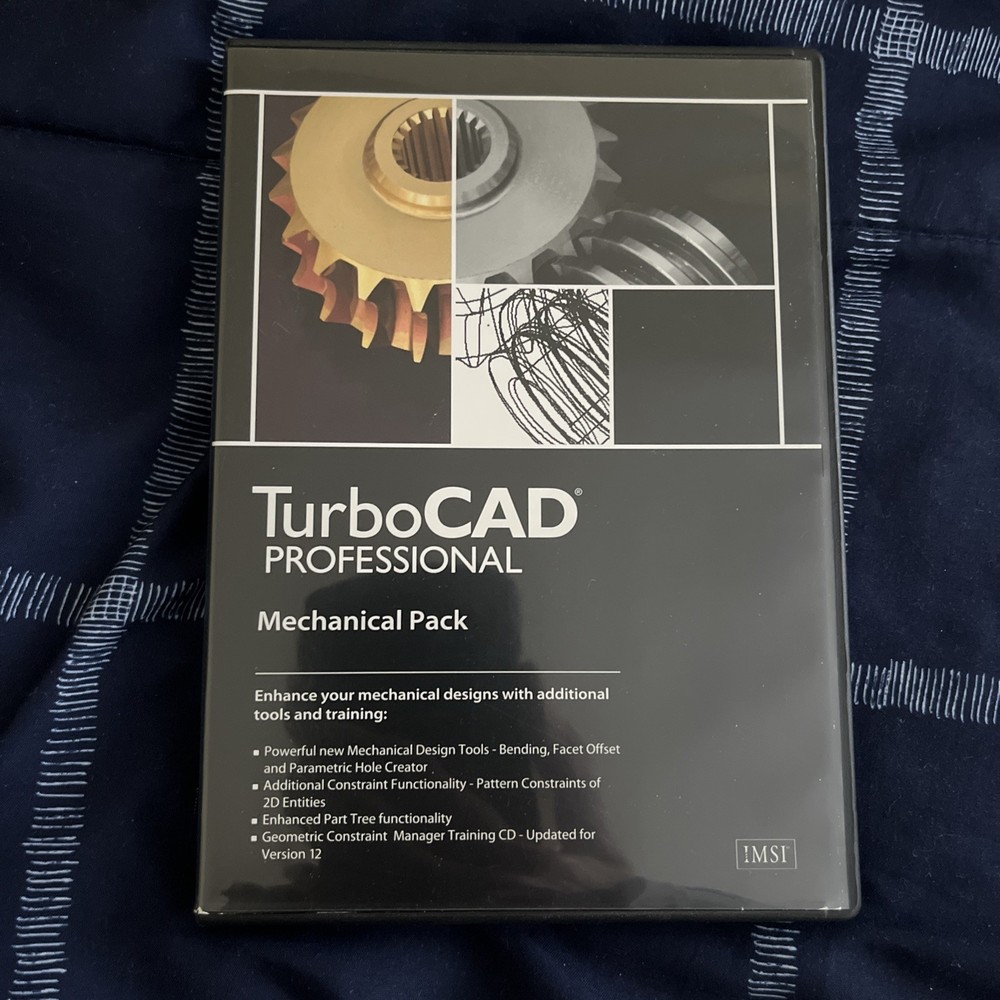 TurboCAD®
PROFESSIONAL
Mechanical Pack
Enhance your mechanical designs with additional
tools and training:
▪ Powerful new Mechanical Design Tools - Bending, Facet Offset
and Parametric Hole Creator
▪ Additional Constraint Functionality - Pattern Constraints of
2D Entities
▪ Enhanced Part Tree functionality
▪ Geometric Constraint Manager Training CD - Updated for
Version 12
IMSI